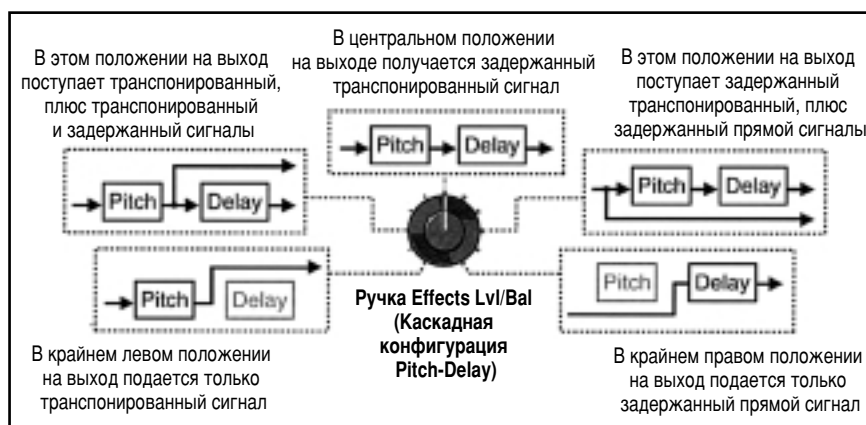 В этом положении на выход
поступает транспонированный,
плюс транспонированный
и задержанный сигналы
В центральном положении
на выходе получается задержанный
транспонированный сигнал
В этом положении на выход
поступает задержанный
транспонированный, плюс
задержанный прямой сигналы
Pitch Delay
Pitch Delay
Pitch Delay
Pitch Delay
Pitch Delay
Ручка Effects Lvl/Bal
(Каскадная
конфигурация
Pitch-Delay)
В крайнем левом положении
на выход подается только
транспонированный сигнал
В крайнем правом положении
на выход подается только
задержанный прямой сигнал